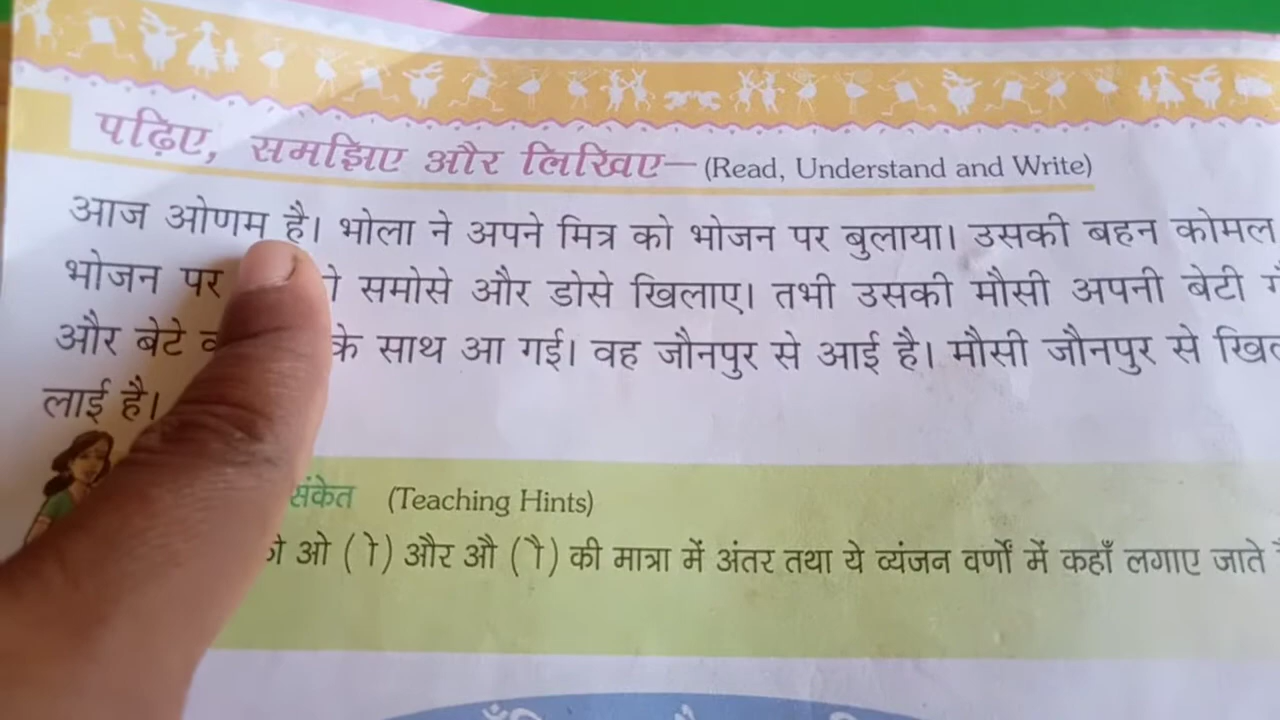 पढ़िए, समझिए और लिखिए— (Read, Understand and Write)
आज ओणम है। भोला ने अपने मित्र को भोजन पर बुलाया। उसकी बहन कोमल
भोजन पर समोसे और डोसे खिलाए। तभी उसकी मौसी अपनी बेटी
और बेटे के साथ आ गई। वह जौनपुर से आई है। मौसी जौनपुर से
लाई है।
संकेत (Teaching Hints)
ओ (ो) और औ (ौ) की मात्रा में अंतर तथा ये व्यंजन वर्णों में कहाँ लगाए जाते